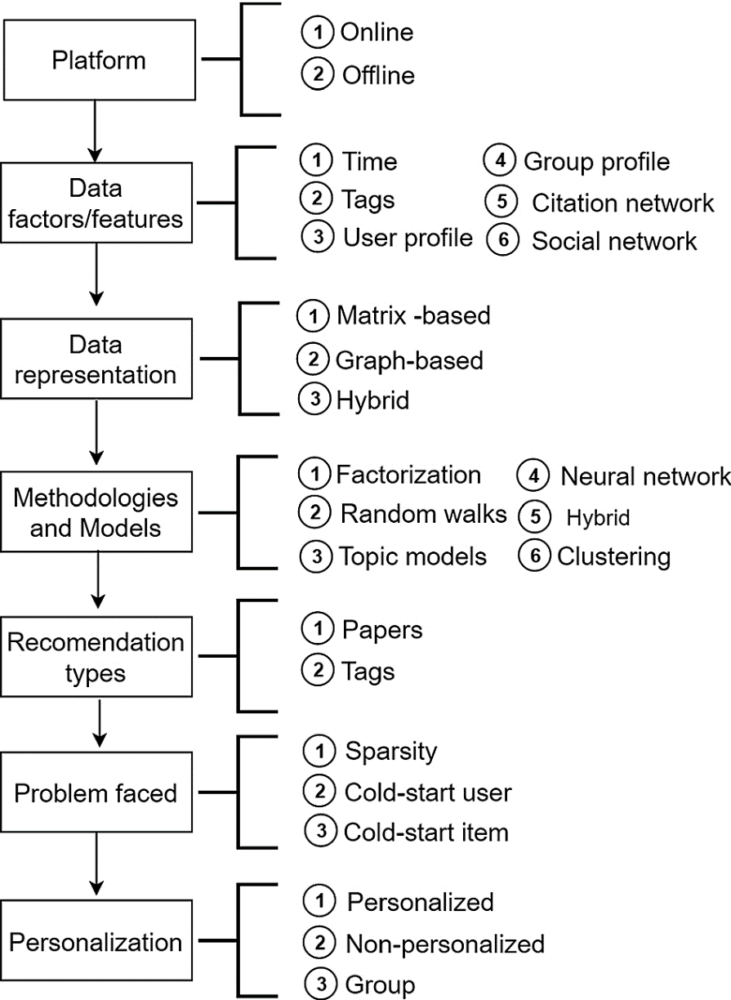 Platform
1 Online
2 Offline
Data
factors/features
1 Time
2 Tags
3 User profile
4 Group profile
5 Citation network
6 Social network
Data
representation
1 Matrix -based
2 Graph-based
3 Hybrid
Methodologies
and Models
1 Factorization
2 Random walks
3 Topic models
4 Neural network
5 Hybrid
6 Clustering
Recomendation
types
1 Papers
2 Tags
Problem faced
1 Sparsity
2 Cold-start user
3 Cold-start item
Personalization
1 Personalized
2 Non-personalized
3 Group